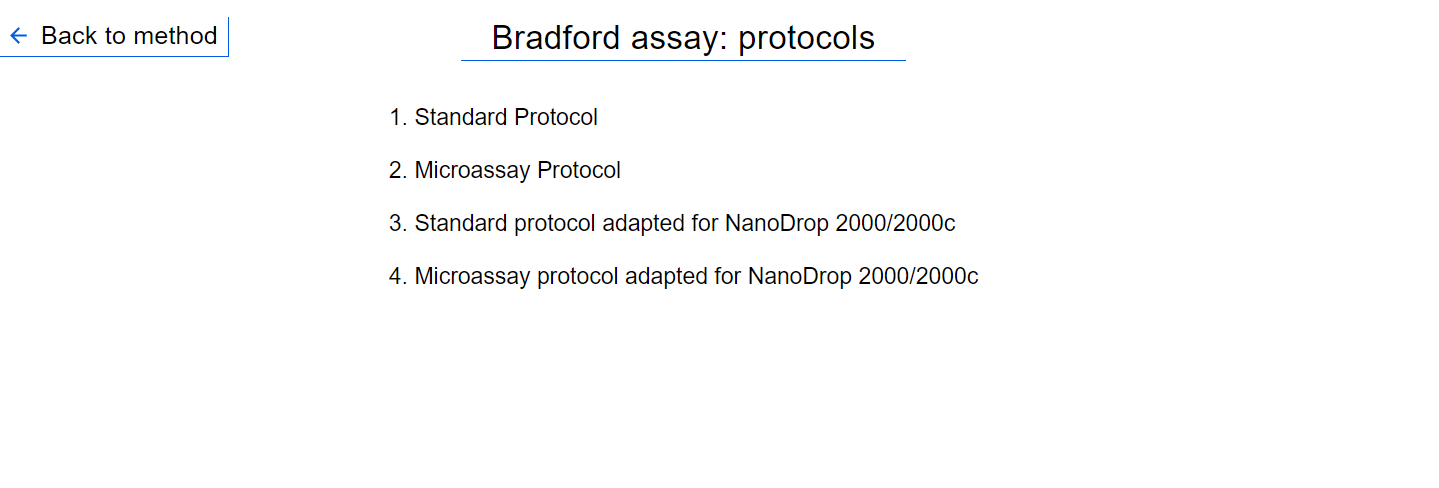 Back to method
Bradford assay: protocols
1. Standard Protocol
2. Microassay Protocol
3. Standard protocol adapted for NanoDrop 2000/2000c
4. Microassay protocol adapted for NanoDrop 2000/2000c